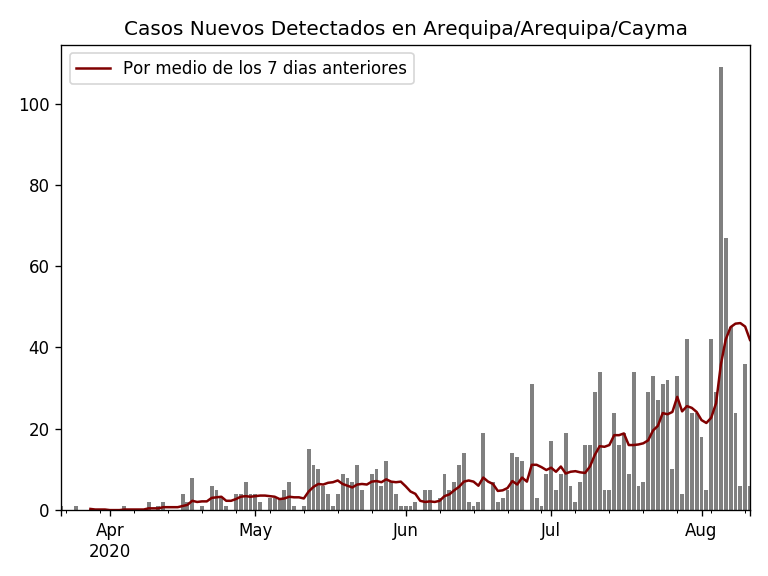 Casos Nuevos Detectados en Arequipa/Arequipa/Cayma
Por medio de los 7 dias anteriores
100
80
60
40
20
0
Apr May Jun Jul Aug
2020